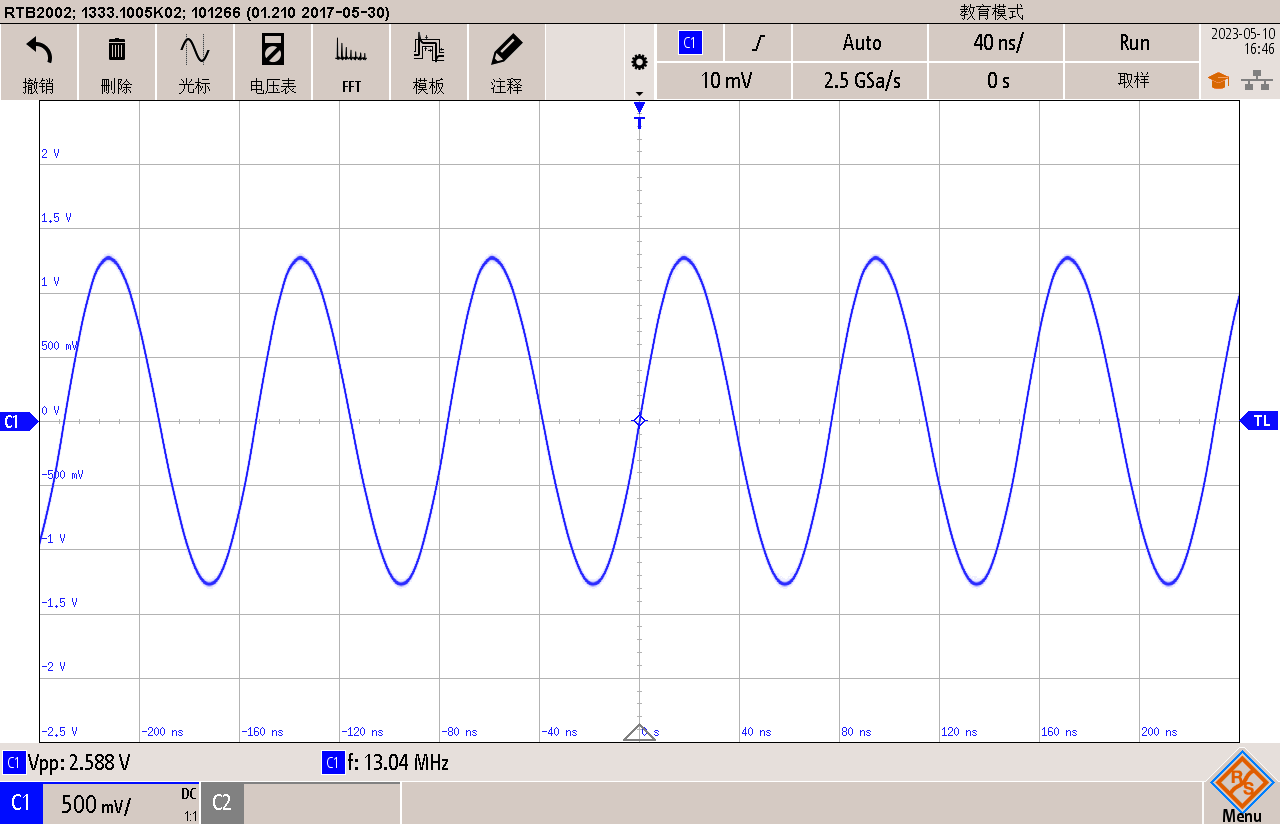 RTB2002; 1333.1005K02; 101266 (01.210 2017-05-30)
教育模式
撤销
刪除
光标
电压表
FFT
模板
注释
C1
Auto
40 ns/
Run
10 mV
2.5 GSa/s
0 s
取样
2023-05-10
16:46
T
2 V
1.5 V
1 V
500 mV
0 V
-500 mV
-1 V
-1.5 V
-2 V
-2.5 V
C1
TL
-200 ns
-160 ns
-120 ns
-80 ns
-40 ns
0 s
40 ns
80 ns
120 ns
160 ns
200 ns
C1 Vpp: 2.588 V
C1 f: 13.04 MHz
C1
500 mV/
DC
1:1
C2
R S
Menu